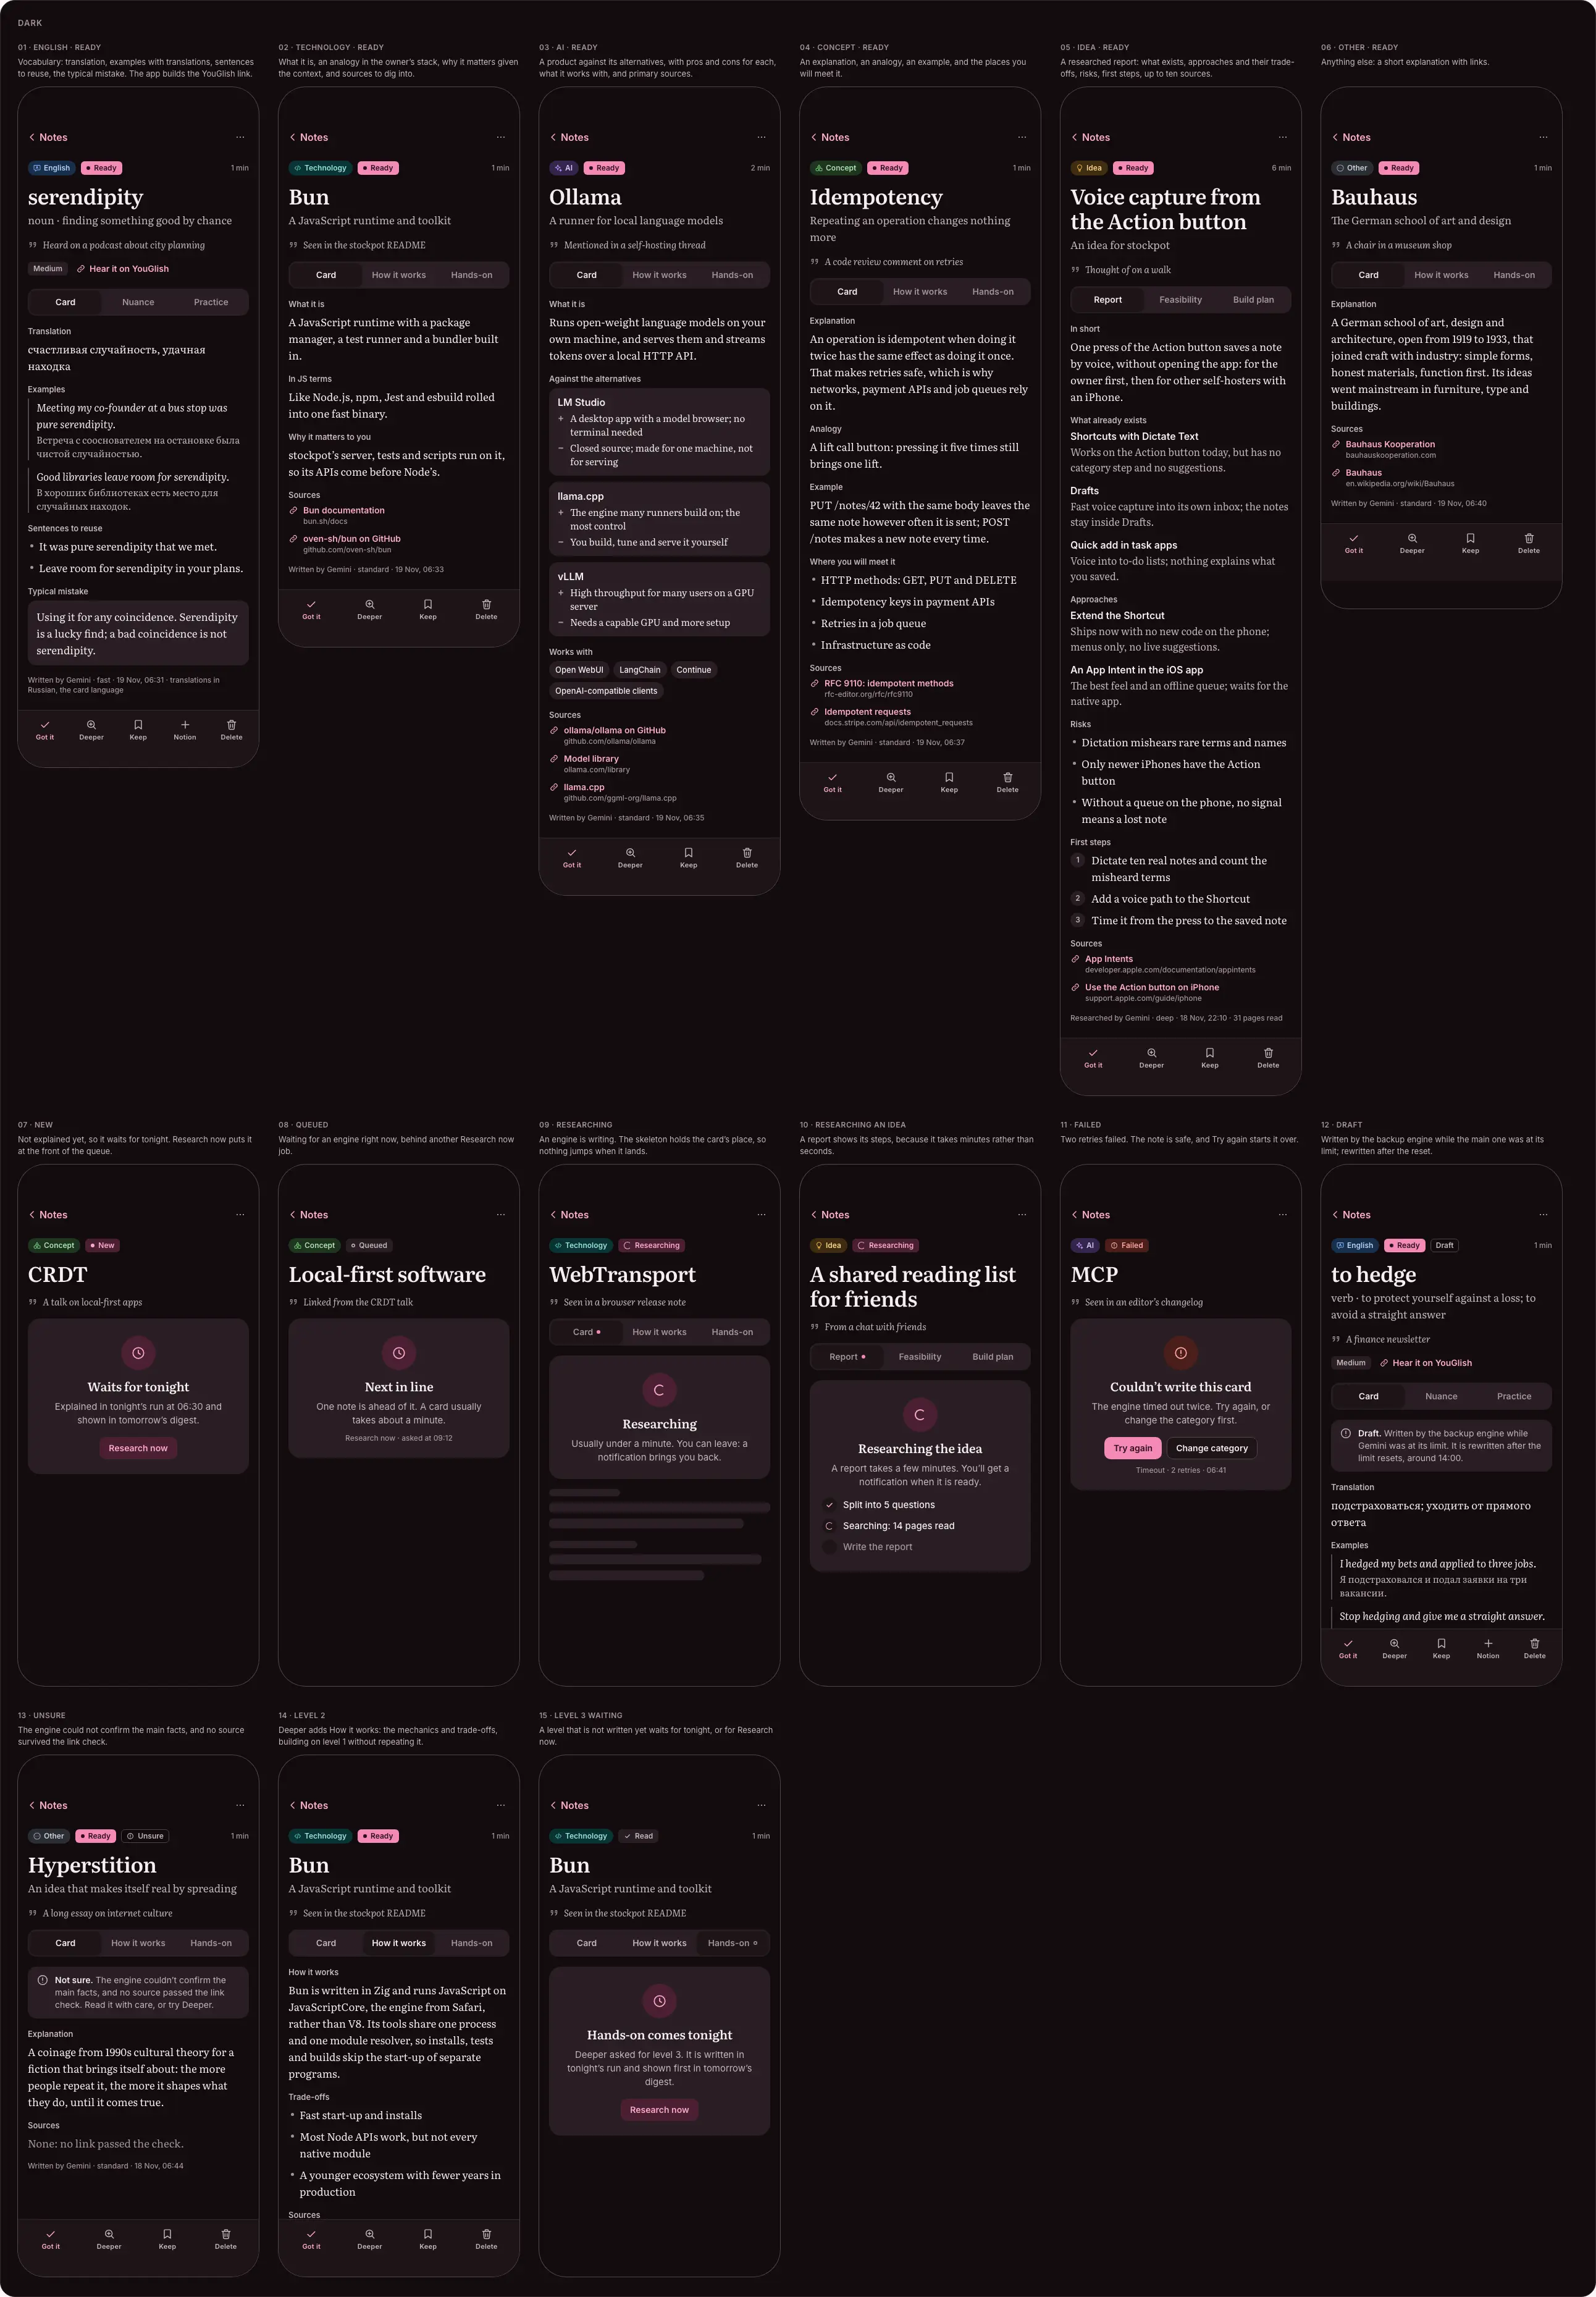 DARK
01 · ENGLISH · READY
Vocabulary: translation, examples with translations, sentences
to reuse, the typical mistake. The app builds the YouGlish link.
Notes
English
Ready
1 min
serendipity
noun · finding something good by chance
Heard on a podcast about city planning
Medium
Hear it on YouGlish
Card
Nuance
Practice
Translation
счастливая случайность, удачная
находка
Examples
Meeting my co-founder at a bus stop was
pure serendipity.
Встреча с сооснователем на остановке была
чистой случайностью.
Good libraries leave room for serendipity.
В хороших библиотеках есть место для
случайных находок.
Sentences to reuse
It was pure serendipity that we met.
Leave room for serendipity in your plans.
Typical mistake
Using it for any coincidence. Serendipity
is a lucky find; a bad coincidence is not
serendipity.
Written by Gemini · fast · 19 Nov, 06:31 · translations in
Russian, the card language
Got it
Deeper
Keep
Notion
Delete
02 · TECHNOLOGY · READY
What it is, an analogy in the owner's stack, why it matters given
the context, and sources to dig into.
Notes
Technology
Ready
1 min
Bun
A JavaScript runtime and toolkit
Seen in the stockpot README
Card
How it works
Hands-on
What it is
A JavaScript runtime with a package
manager, a test runner and a bundler built
in.
In JS terms
Like Node.js, npm, Jest and esbuild rolled
into one fast binary.
Why it matters to you
stockpot's server, tests and scripts run on it,
so its APIs come before Node's.
Sources
Bun documentation
bun.sh/docs
oven-sh/bun on GitHub
github.com/oven-sh/bun
Written by Gemini · standard · 19 Nov, 06:33
Got it
Deeper
Keep
Delete
03 · AI · READY
A product against its alternatives, with pros and cons for each,
what it works with, and primary sources.
Notes
AI
Ready
2 min
Ollama
A runner for local language models
Mentioned in a self-hosting thread
Card
How it works
Hands-on
What it is
Runs open-weight language models on your
own machine, and serves them and streams
tokens over a local HTTP API.
Against the alternatives
LM Studio
+ A desktop app with a model browser; no
terminal needed
− Closed source; made for one machine, not
for serving
llama.cpp
+ The engine many runners build on; the
most control
− You build, tune and serve it yourself
vLLM
+ High throughput for many users on a GPU
server
− Needs a capable GPU and more setup
Works with
Open WebUI
LangChain
Continue
OpenAI-compatible clients
Sources
ollama/ollama on GitHub
github.com/ollama/ollama
Model library
ollama.com/library
llama.cpp
github.com/ggml-org/llama.cpp
Written by Gemini · standard · 19 Nov, 06:35
Got it
Deeper
Keep
Delete
04 · CONCEPT · READY
An explanation, an analogy, an example, and the places you
will meet it.
Notes
Concept
Ready
1 min
Idempotency
Repeating an operation changes nothing
more
A code review comment on retries
Card
How it works
Hands-on
Explanation
An operation is idempotent when doing it
twice has the same effect as doing it once.
That makes retries safe, which is why
networks, payment APIs and job queues rely
on it.
Analogy
A lift call button: pressing it five times still
brings one lift.
Example
PUT /notes/42 with the same body leaves the
same note however often it is sent; POST
/notes makes a new note every time.
Where you will meet it
HTTP methods: GET, PUT and DELETE
Idempotency keys in payment APIs
Retries in a job queue
Infrastructure as code
Sources
RFC 9110: idempotent methods
rfc-editor.org/rfc/rfc9110
Idempotent requests
docs.stripe.com/api/idempotent_requests
Written by Gemini · standard · 19 Nov, 06:37
Got it
Deeper
Keep
Delete
05 · IDEA · READY
A researched report: what exists, approaches and their trade-
offs, risks, first steps, up to ten sources.
Notes
Idea
Ready
6 min
Voice capture from
the Action button
An idea for stockpot
Thought of on a walk
Report
Feasibility
Build plan
In short
One press of the Action button saves a note
by voice, without opening the app: for the
owner first, then for other self-hosters with
an iPhone.
What already exists
Shortcuts with Dictate Text
Works on the Action button today, but has no
category step and no suggestions.
Drafts
Fast voice capture into its own inbox; the notes
stay inside Drafts.
Quick add in task apps
Voice into to-do lists; nothing explains what
you saved.
Approaches
Extend the Shortcut
Ships now with no new code on the phone;
menus only, no live suggestions.
An App Intent in the iOS app
The best feel and an offline queue; waits for the
native app.
Risks
Dictation mishears rare terms and names
Only newer iPhones have the Action
button
Without a queue on the phone, no signal
means a lost note
First steps
1 Dictate ten real notes and count the
misheard terms
2 Add a voice path to the Shortcut
3 Time it from the press to the saved note
Sources
App Intents
developer.apple.com/documentation/appintents
Use the Action button on iPhone
support.apple.com/guide/iphone
Researched by Gemini · deep · 18 Nov, 22:10 · 31 pages read
Got it
Deeper
Keep
Delete
06 · OTHER · READY
Anything else: a short explanation with links.
Notes
Other
Ready
1 min
Bauhaus
The German school of art and design
A chair in a museum shop
Card
How it works
Hands-on
Explanation
A German school of art, design and
architecture, open from 1919 to 1933, that
joined craft with industry: simple forms,
honest materials, function first. Its ideas
went mainstream in furniture, type and
buildings.
Sources
Bauhaus Kooperation
bauhauskooperation.com
Bauhaus
en.wikipedia.org/wiki/Bauhaus
Written by Gemini · standard · 19 Nov, 06:40
Got it
Deeper
Keep
Delete
07 · NEW
Not explained yet, so it waits for tonight. Research now puts it
at the front of the queue.
Notes
Concept
New
CRDT
A talk on local-first apps
Waits for tonight
Explained in tonight's run at 06:30 and
shown in tomorrow's digest.
Research now
08 · QUEUED
Waiting for an engine right now, behind another Research now
job.
Notes
Concept
Queued
Local-first software
Linked from the CRDT talk
Next in line
One note is ahead of it. A card usually
takes about a minute.
Research now · asked at 09:12
09 · RESEARCHING
An engine is writing. The skeleton holds the card's place, so
nothing jumps when it lands.
Notes
Technology
Researching
WebTransport
Seen in a browser release note
Card
How it works
Hands-on
Researching
Usually under a minute. You can leave: a
notification brings you back.
10 · RESEARCHING AN IDEA
A report shows its steps, because it takes minutes rather than
seconds.
Notes
Idea
Researching
A shared reading list
for friends
From a chat with friends
Report
Feasibility
Build plan
Researching the idea
A report takes a few minutes. You'll get a
notification when it is ready.
Split into 5 questions
Searching: 14 pages read
Write the report
11 · FAILED
Two retries failed. The note is safe, and Try again starts it over.
Notes
AI
Failed
MCP
Seen in an editor's changelog
Couldn't write this card
The engine timed out twice. Try again, or
change the category first.
Try again
Change category
Timeout · 2 retries · 06:41
12 · DRAFT
Written by the backup engine while the main one was at its
limit; rewritten after the reset.
Notes
English
Ready
Draft
1 min
to hedge
verb · to protect yourself against a loss; to
avoid a straight answer
A finance newsletter
Medium
Hear it on YouGlish
Card
Nuance
Practice
Draft. Written by the backup engine while
Gemini was at its limit. It is rewritten after the
limit resets, around 14:00.
Translation
подстраховаться; уходить от прямого
ответа
Examples
I hedged my bets and applied to three jobs.
Я подстраховался и подал заявки на три
вакансии.
Stop hedging and give me a straight answer.
Got it
Deeper
Keep
Notion
Delete
13 · UNSURE
The engine could not confirm the main facts, and no source
survived the link check.
Notes
Other
Ready
Unsure
1 min
Hyperstition
An idea that makes itself real by spreading
A long essay on internet culture
Card
How it works
Hands-on
Not sure. The engine couldn't confirm the
main facts, and no source passed the link
check. Read it with care, or try Deeper.
Explanation
A coinage from 1990s cultural theory for a
fiction that brings itself about: the more
people repeat it, the more it shapes what
they do, until it comes true.
Sources
None: no link passed the check.
Written by Gemini · standard · 18 Nov, 06:44
Got it
Deeper
Keep
Delete
14 · LEVEL 2
Deeper adds How it works: the mechanics and trade-offs,
building on level 1 without repeating it.
Notes
Technology
Ready
1 min
Bun
A JavaScript runtime and toolkit
Seen in the stockpot README
Card
How it works
Hands-on
How it works
Bun is written in Zig and runs JavaScript on
JavaScriptCore, the engine from Safari,
rather than V8. Its tools share one process
and one module resolver, so installs, tests
and builds skip the start-up of separate
programs.
Trade-offs
Fast start-up and installs
Most Node APIs work, but not every
native module
A younger ecosystem with fewer years in
production
Sources
Got it
Deeper
Keep
Delete
15 · LEVEL 3 WAITING
A level that is not written yet waits for tonight, or for Research
now.
Notes
Technology
Read
1 min
Bun
A JavaScript runtime and toolkit
Seen in the stockpot README
Card
How it works
Hands-on
Hands-on comes tonight
Deeper asked for level 3. It is written in
tonight's run and shown first in tomorrow's
digest.
Research now